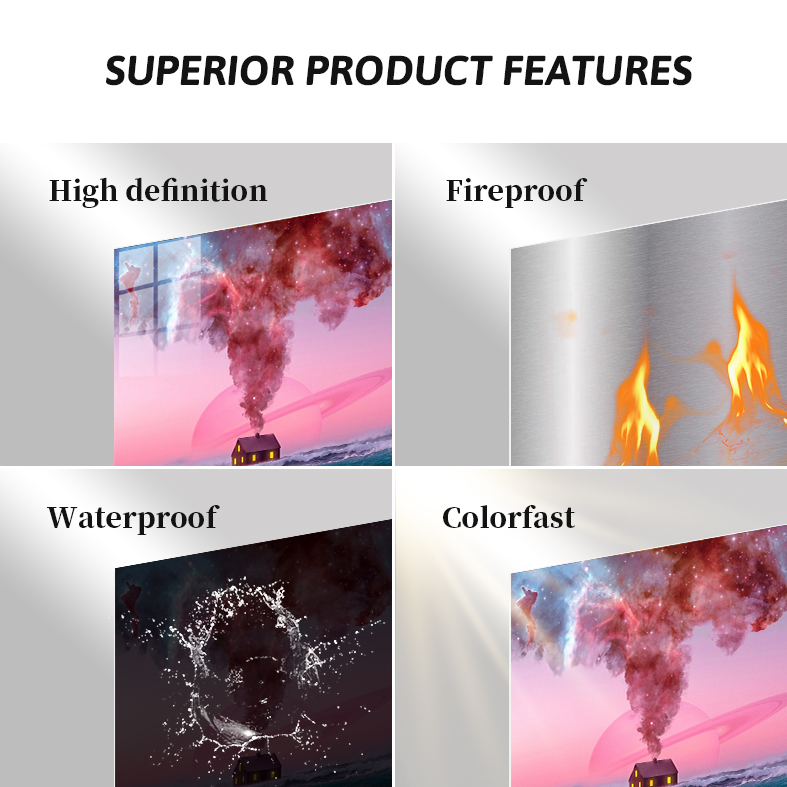 SUPERIOR PRODUCT FEATURES
High definition
Fireproof
Waterproof
Colorfast